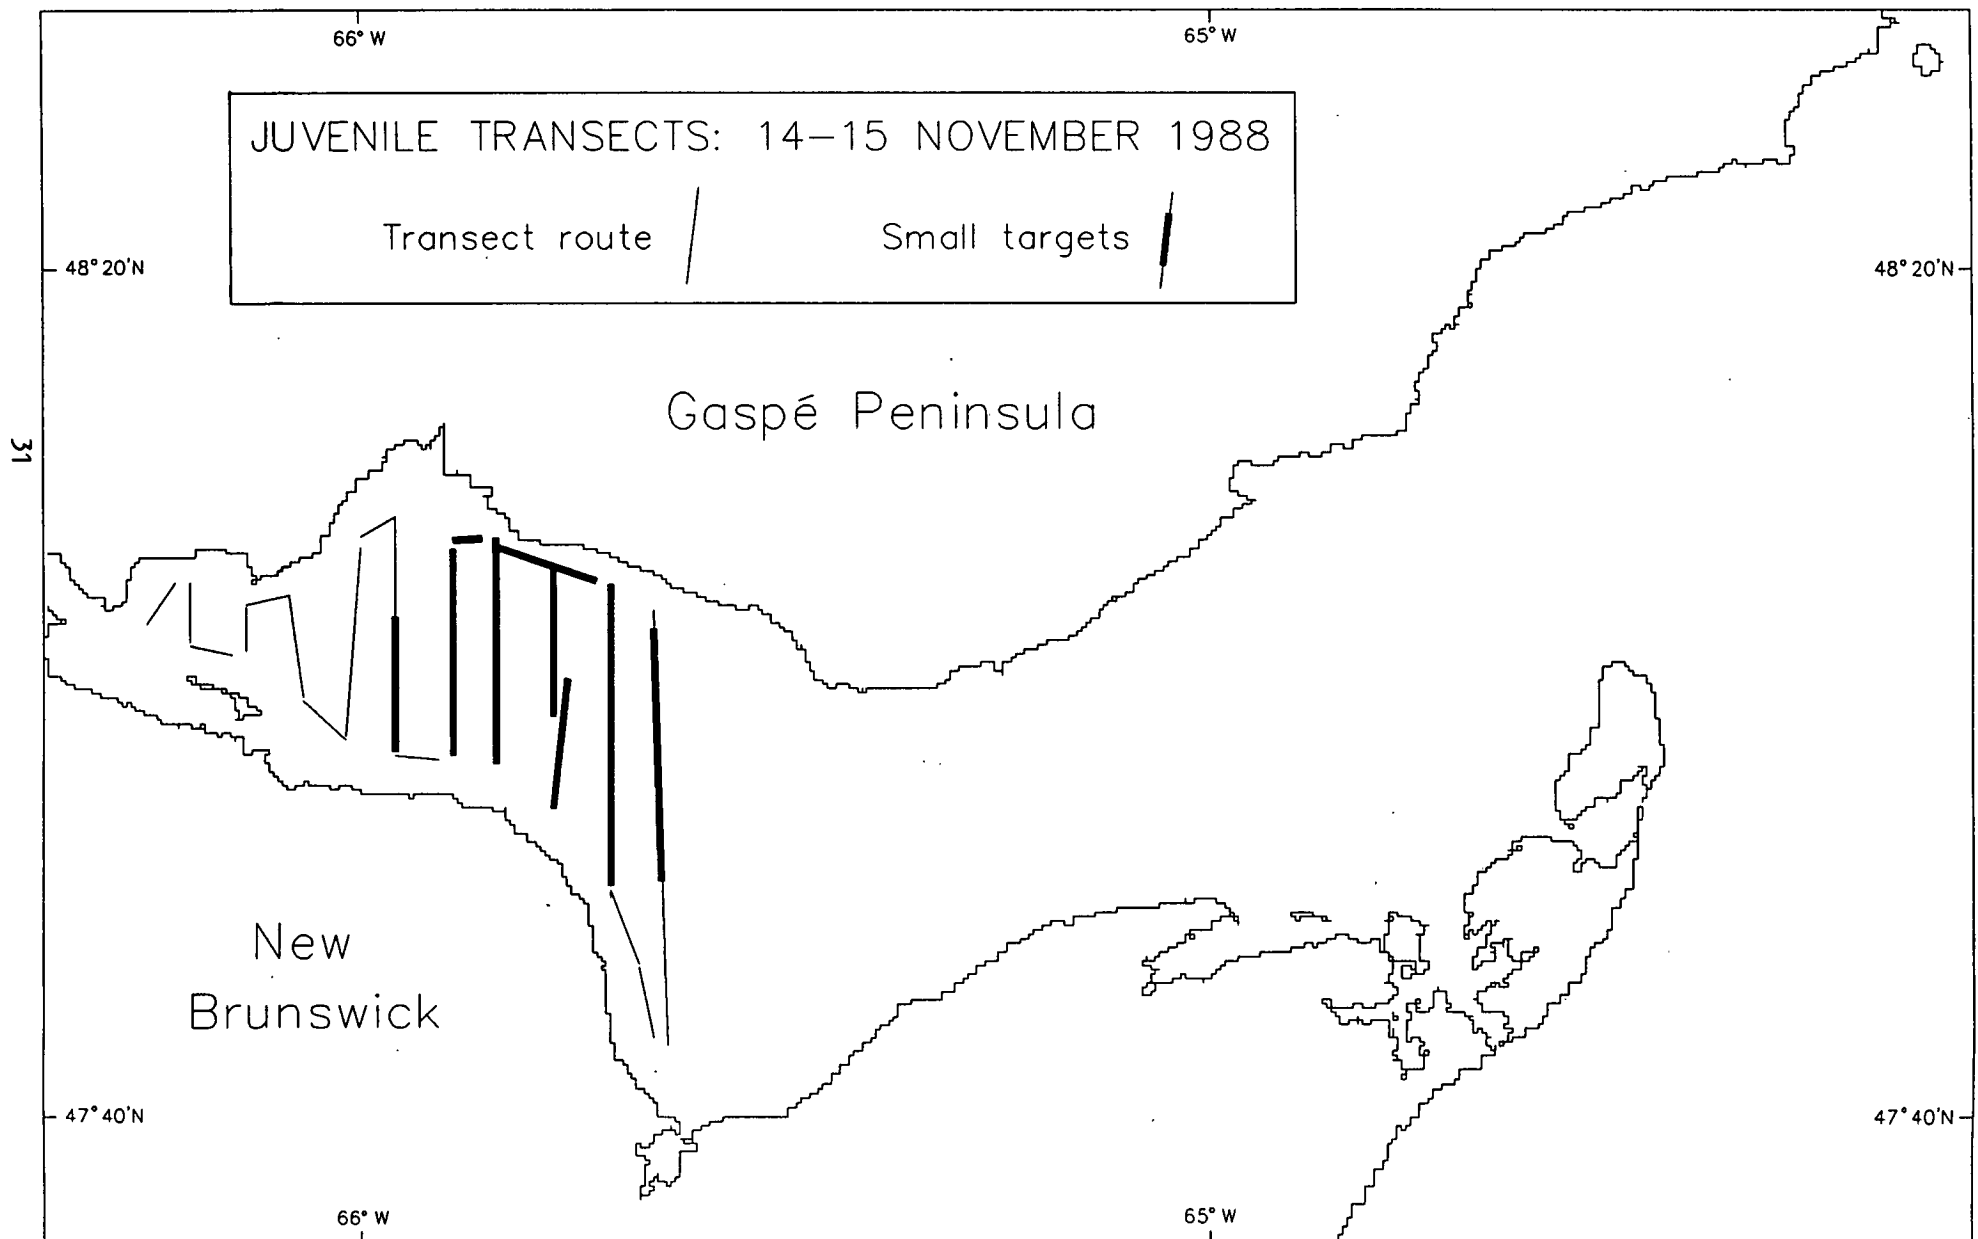 66° W 65° W
JUVENILE TRANSECTS: 14–15 NOVEMBER 1988
Transect route Small targets
48° 20'N 48° 20'N
Gaspé Peninsula
31
New
Brunswick
47° 40'N 47° 40'N
66° W 65° W